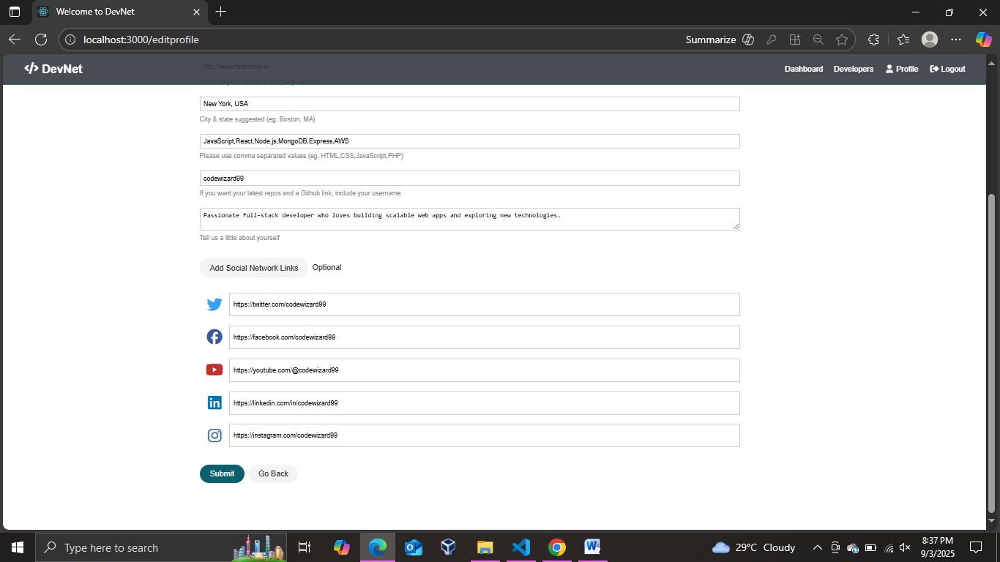 Welcome to DevNet
localhost:3000/editprofile
Summarize
DevNet
Dashboard Developers Profile Logout
http://www.technova.io
Could be your own or a company website
New York, USA
City & state suggested (eg. Boston, MA)
JavaScript,React,Node.js,MongoDB,Express,AWS
Please use comma separated values (eg. HTML,CSS,JavaScript,PHP)
codewizard99
If you want your latest repos and a Github link, include your username
Passionate full-stack developer who loves building scalable web apps and exploring new technologies.
Tell us a little about yourself
Add Social Network Links Optional
https://twitter.com/codewizard99
https://facebook.com/codewizard99
https://youtube.com/@codewizard99
https://linkedin.com/in/codewizard99
https://instagram.com/codewizard99
Submit Go Back
Type here to search
29°C Cloudy
8:37 PM
9/3/2025